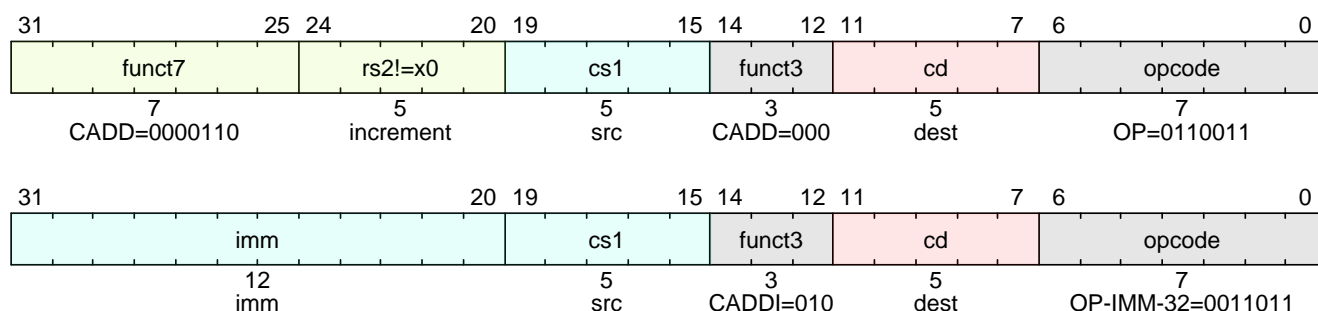 31 25 24 20 19 15 14 12 11 7 6 0
funct7 rs2!=x0 cs1 funct3 cd opcode
7 5 5 3 5 7
CADD=0000110 increment src CADD=000 dest OP=0110011
31 20 19 15 14 12 11 7 6 0
imm cs1 funct3 cd opcode
12 5 3 5 7
imm src CADDI=010 dest OP-IMM-32=0011011